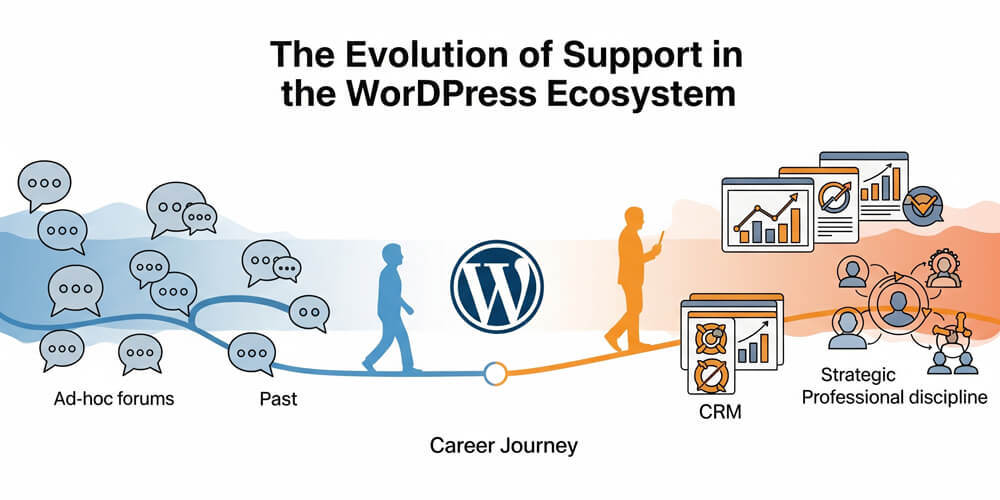 The Evolution of Support in
the WorDPress Ecosystem
W
Ad-hoc forums
Past
CRM
Strategic
Professional discipline
Career Journey